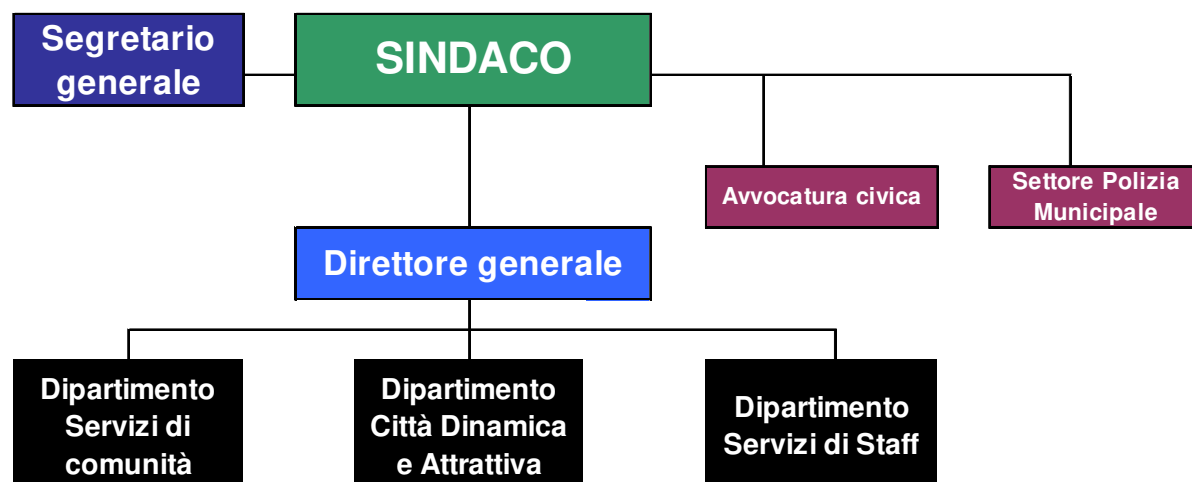 Segretario
generale
SINDACO
Avvocatura civica
Settore Polizia
Municipale
Direttore generale
Dipartimento
Servizi di
comunità
Dipartimento
Città Dinamica
e Attrattiva
Dipartimento
Servizi di Staff